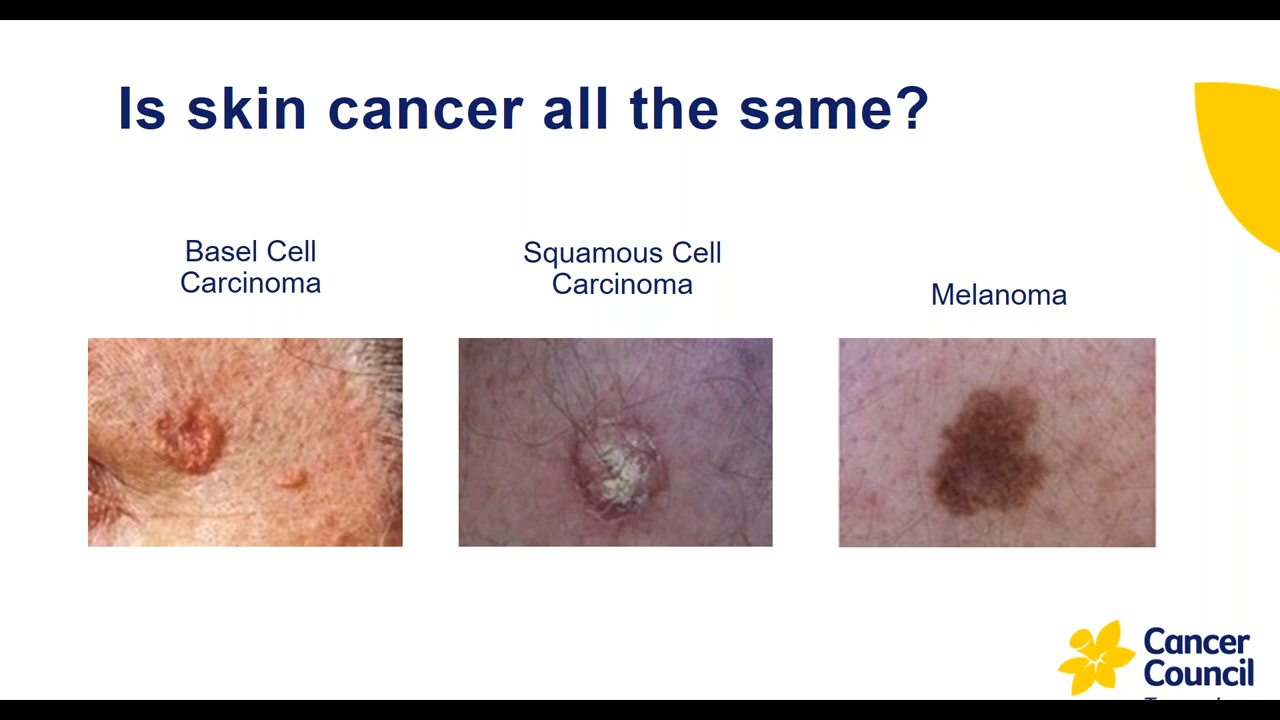 Is skin cancer all the same?
Basel Cell
Carcinoma
Squamous Cell
Carcinoma
Melanoma
Cancer
Council